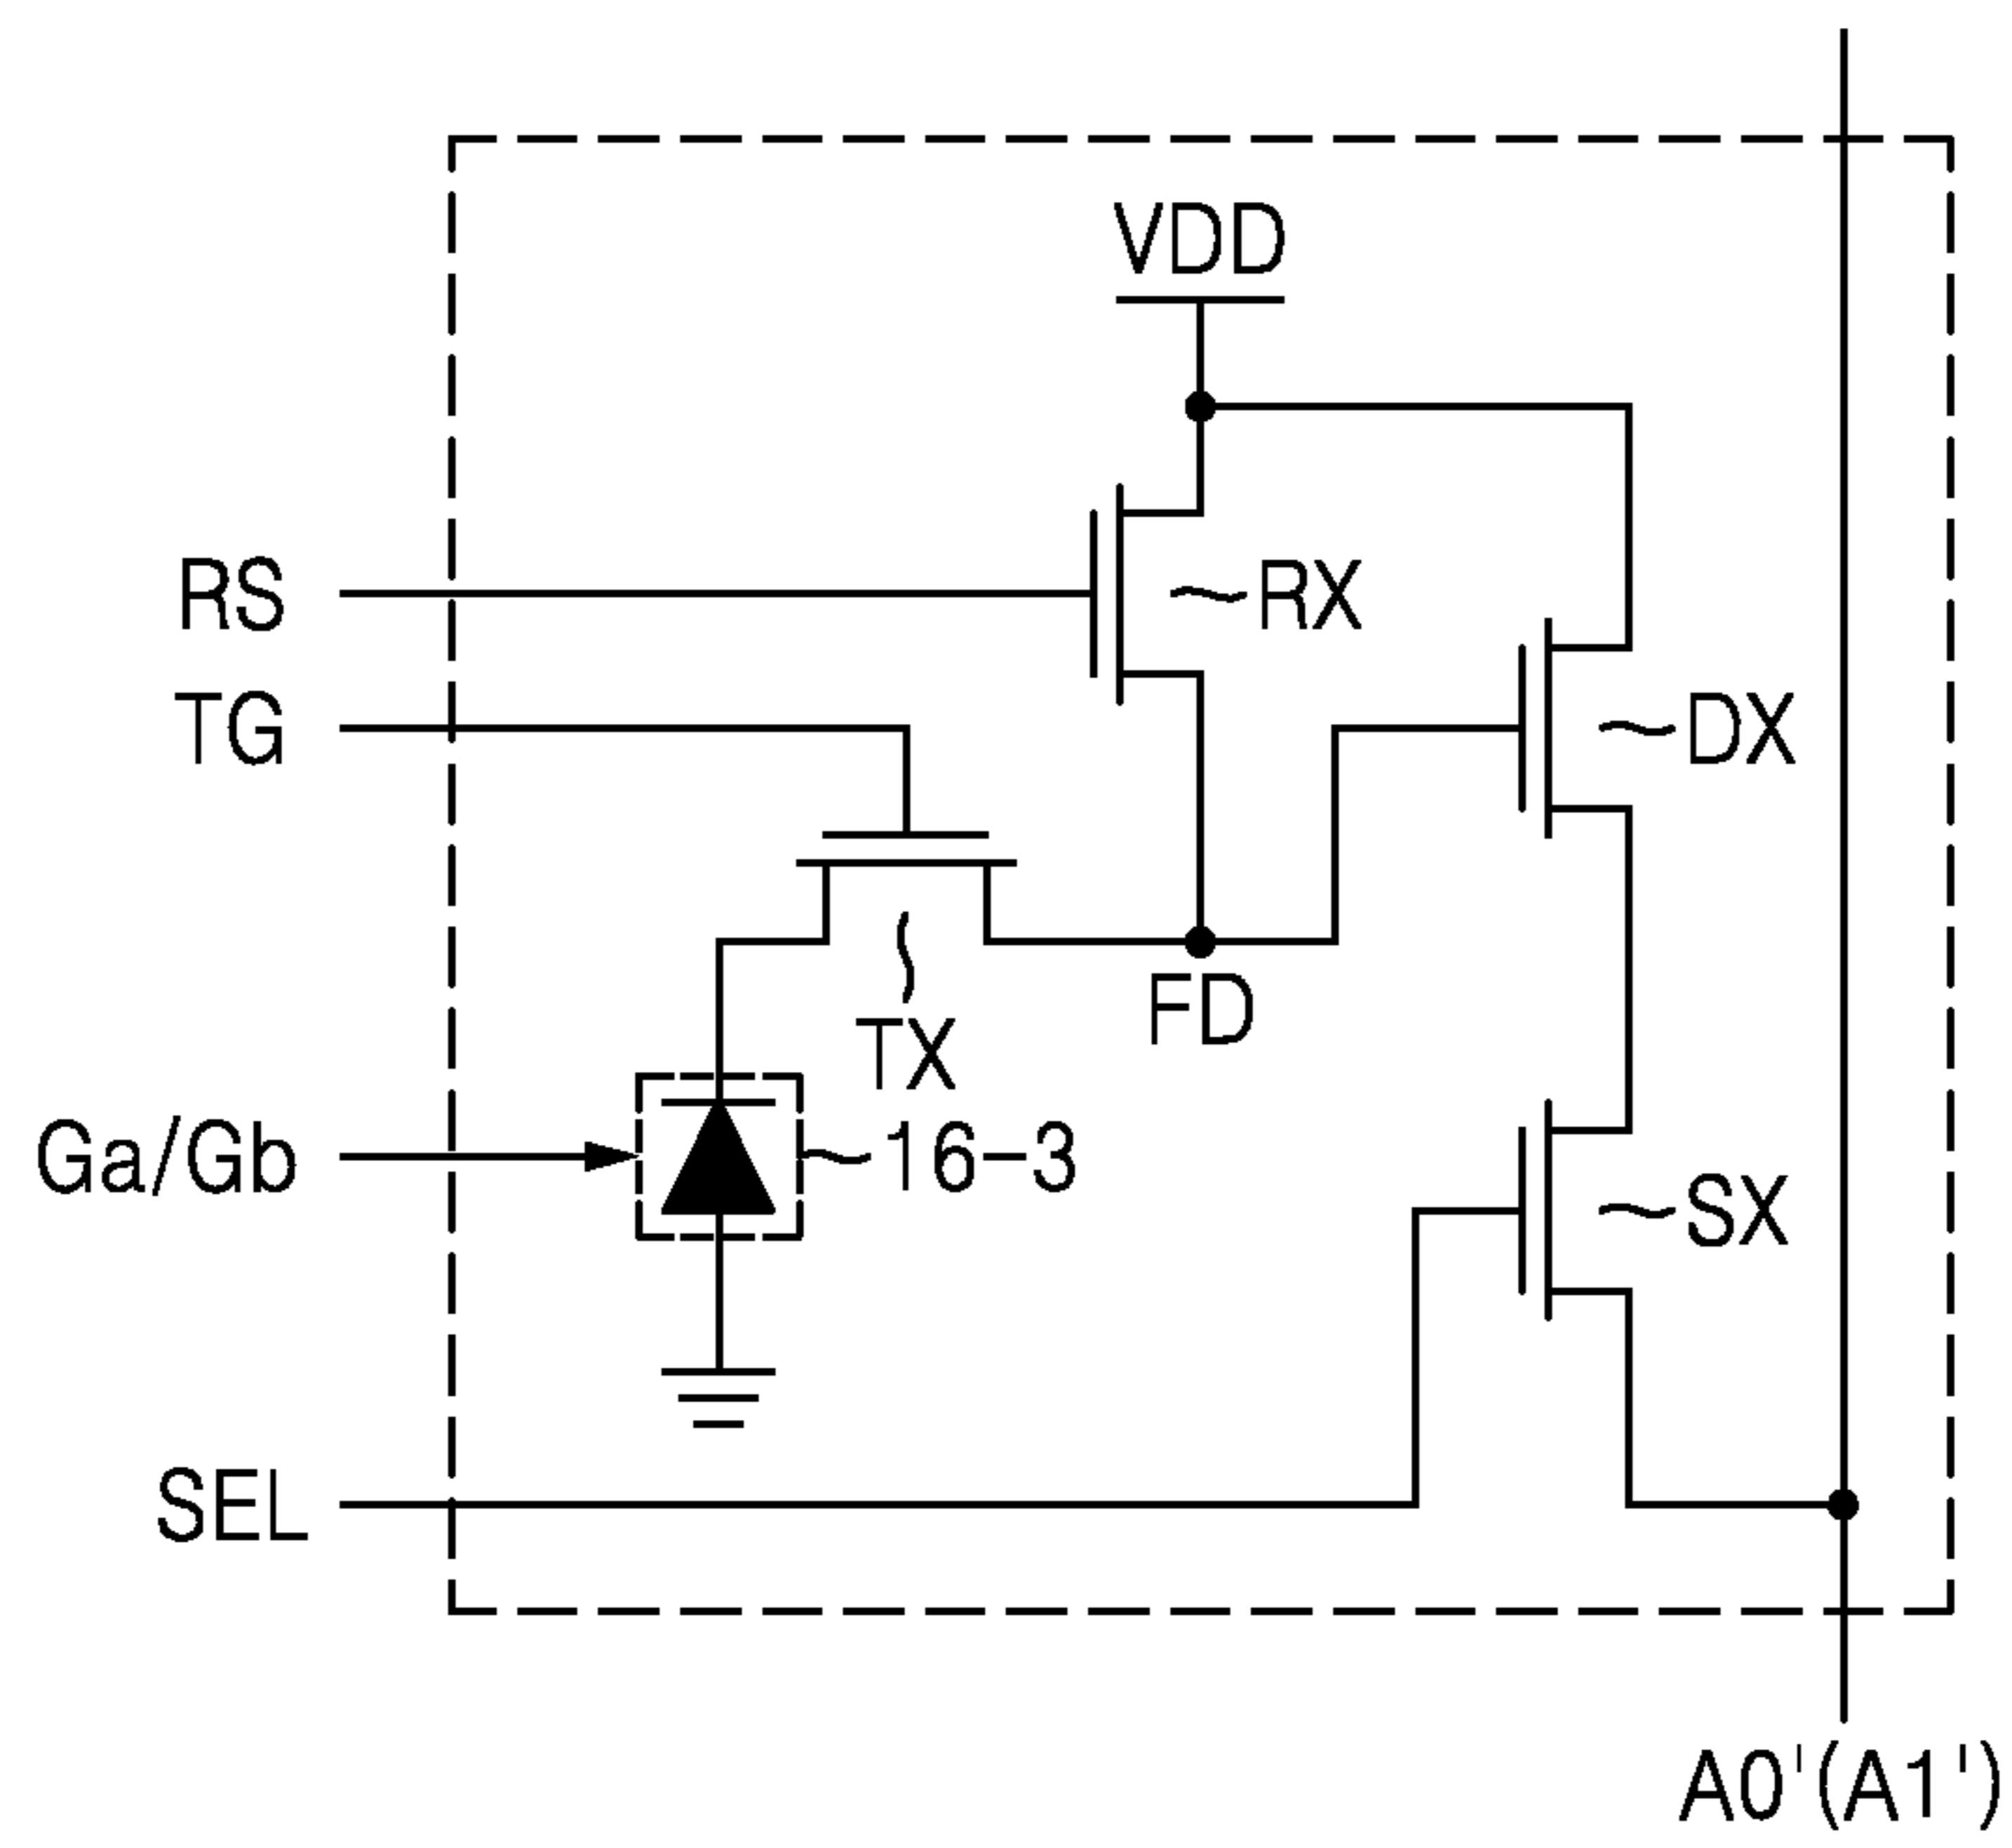 VDD
RS
RX
TG
DX
FD
TX
Ga/Gb
16-3
SX
SEL
A0'(A1')